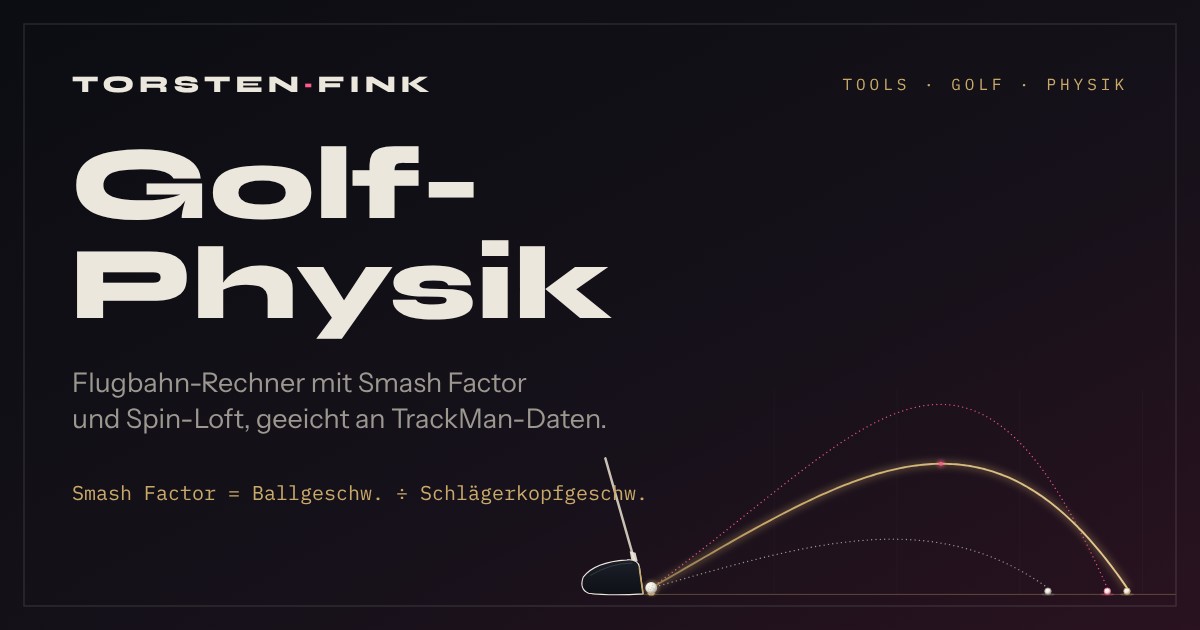 TORSTEN-FINK
TOOLS · GOLF · PHYSIK
Golf-
Physik
Flugbahn-Rechner mit Smash Factor
und Spin-Loft, geeicht an TrackMan-Daten.
Smash Factor = Ballgeschw. ÷ Schlägerkopfgeschw.